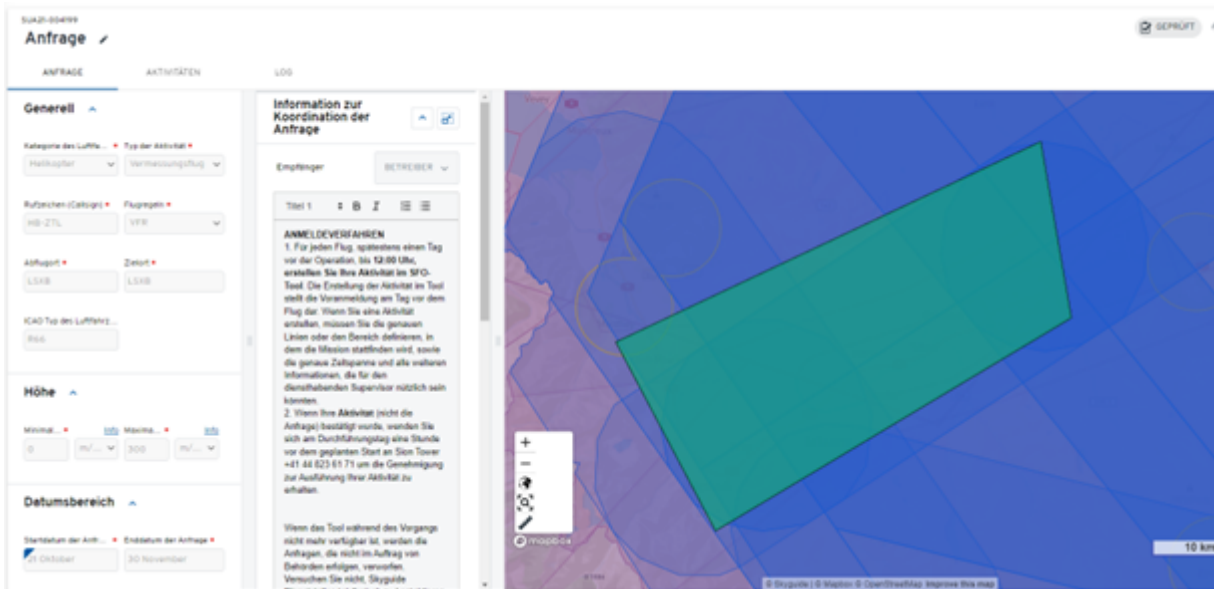 SUA21-004199
Anfrage
GEPRÜFT
ANFRAGE AKTIVITÄTEN LOG
Generell
Kategorie des Luftfa... * Typ der Aktivität *
Helikopter Vermessungsflug
Rufzeichen (Callsign) * Flugregeln *
HB-ZTL VFR
Abflugort * Zielort *
LSXB LSXB
ICAO Typ des Luftfahrz...
R66
Höhe
Minimal... * Info Maxima... * Info
0 m/... 300 m/...
Datumsbereich
Startdatum der Anfr... * Enddatum der Anfrage *
21 Oktober 30 November
Information zur
Koordination der
Anfrage
Empfänger BETREIBER
Titel 1 B I
ANMELDEVERFAHREN
1. Für jeden Flug, spätestens einen Tag
vor der Operation, bis 12:00 Uhr,
erstellen Sie Ihre Aktivität im SFO-
Tool. Die Erstellung der Aktivität im Tool
stellt die Voranmeldung am Tag vor dem
Flug dar. Wenn Sie eine Aktivität
erstellen, müssen Sie die genauen
Linien oder den Bereich definieren, in
dem die Mission stattfinden wird, sowie
die genaue Zeitspanne und alle weiteren
Informationen, die für den
diensthabenden Supervisor nützlich sein
könnten.
2. Wenn Ihre Aktivität (nicht die
Anfrage) bestätigt wurde, wenden Sie
sich am Durchführungstag eine Stunde
vor dem geplanten Start an Sion Tower
+41 44 623 61 71 um die Genehmigung
zur Ausführung Ihrer Aktivität zu
erhalten.
Wenn das Tool während des Vorgangs
nicht mehr verfügbar ist, werden die
Anfragen, die nicht im Auftrag von
Behörden erfolgen, verworfen.
Versuchen Sie nicht, Skyguide
mapbox
10 km
© Skyguide | © Mapbox © OpenStreetMap Improve this map